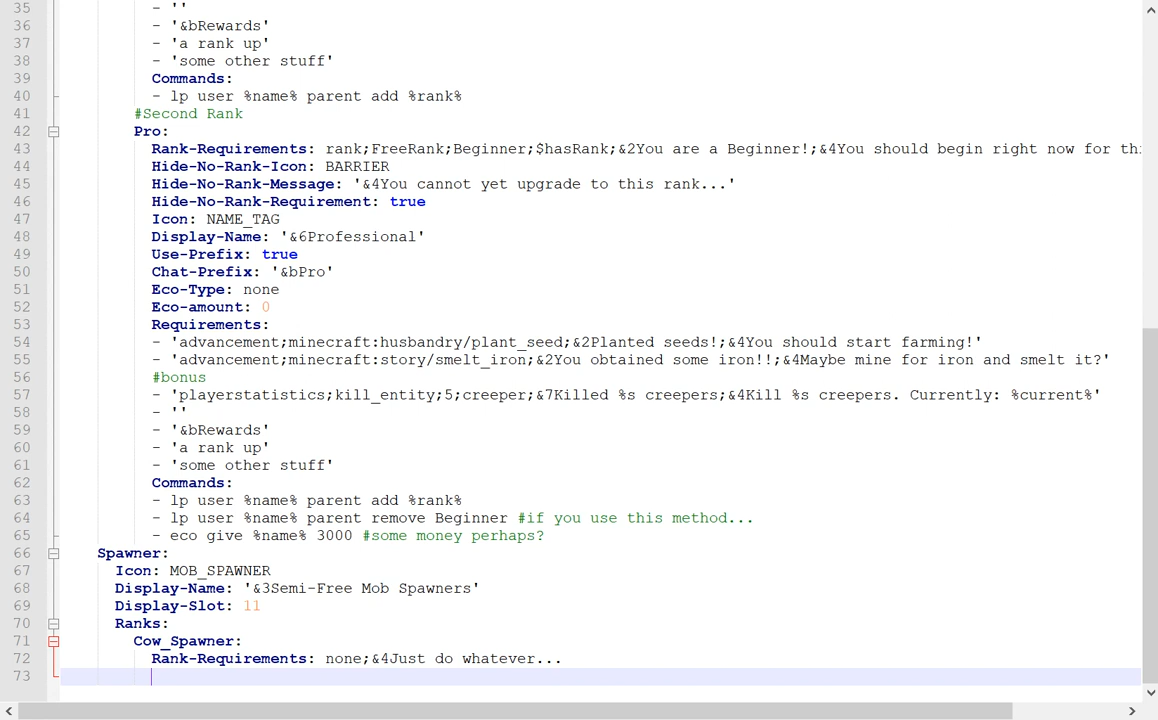 35 - ''
36 - '&bRewards'
37 - 'a rank up'
38 - 'some other stuff'
39 Commands:
40 - lp user %name% parent add %rank%
41 #Second Rank
42 Pro:
43 Rank-Requirements: rank;FreeRank;Beginner;$hasRank;&2You are a Beginner!;&4You should begin right now for thi
44 Hide-No-Rank-Icon: BARRIER
45 Hide-No-Rank-Message: '&4You cannot yet upgrade to this rank...'
46 Hide-No-Rank-Requirement: true
47 Icon: NAME_TAG
48 Display-Name: '&6Professional'
49 Use-Prefix: true
50 Chat-Prefix: '&bPro'
51 Eco-Type: none
52 Eco-amount: 0
53 Requirements:
54 - 'advancement;minecraft:husbandry/plant_seed;&2Planted seeds!;&4You should start farming!'
55 - 'advancement;minecraft:story/smelt_iron;&2You obtained some iron!!;&4Maybe mine for iron and smelt it?'
56 #bonus
57 - 'playerstatistics;kill_entity;5;creeper;&7Killed %s creepers;&4Kill %s creepers. Currently: %current%'
58 - ''
59 - '&bRewards'
60 - 'a rank up'
61 - 'some other stuff'
62 Commands:
63 - lp user %name% parent add %rank%
64 - lp user %name% parent remove Beginner #if you use this method...
65 - eco give %name% 3000 #some money perhaps?
66 Spawner:
67 Icon: MOB_SPAWNER
68 Display-Name: '&3Semi-Free Mob Spawners'
69 Display-Slot: 11
70 Ranks:
71 Cow_Spawner:
72 Rank-Requirements: none;&4Just do whatever...
73